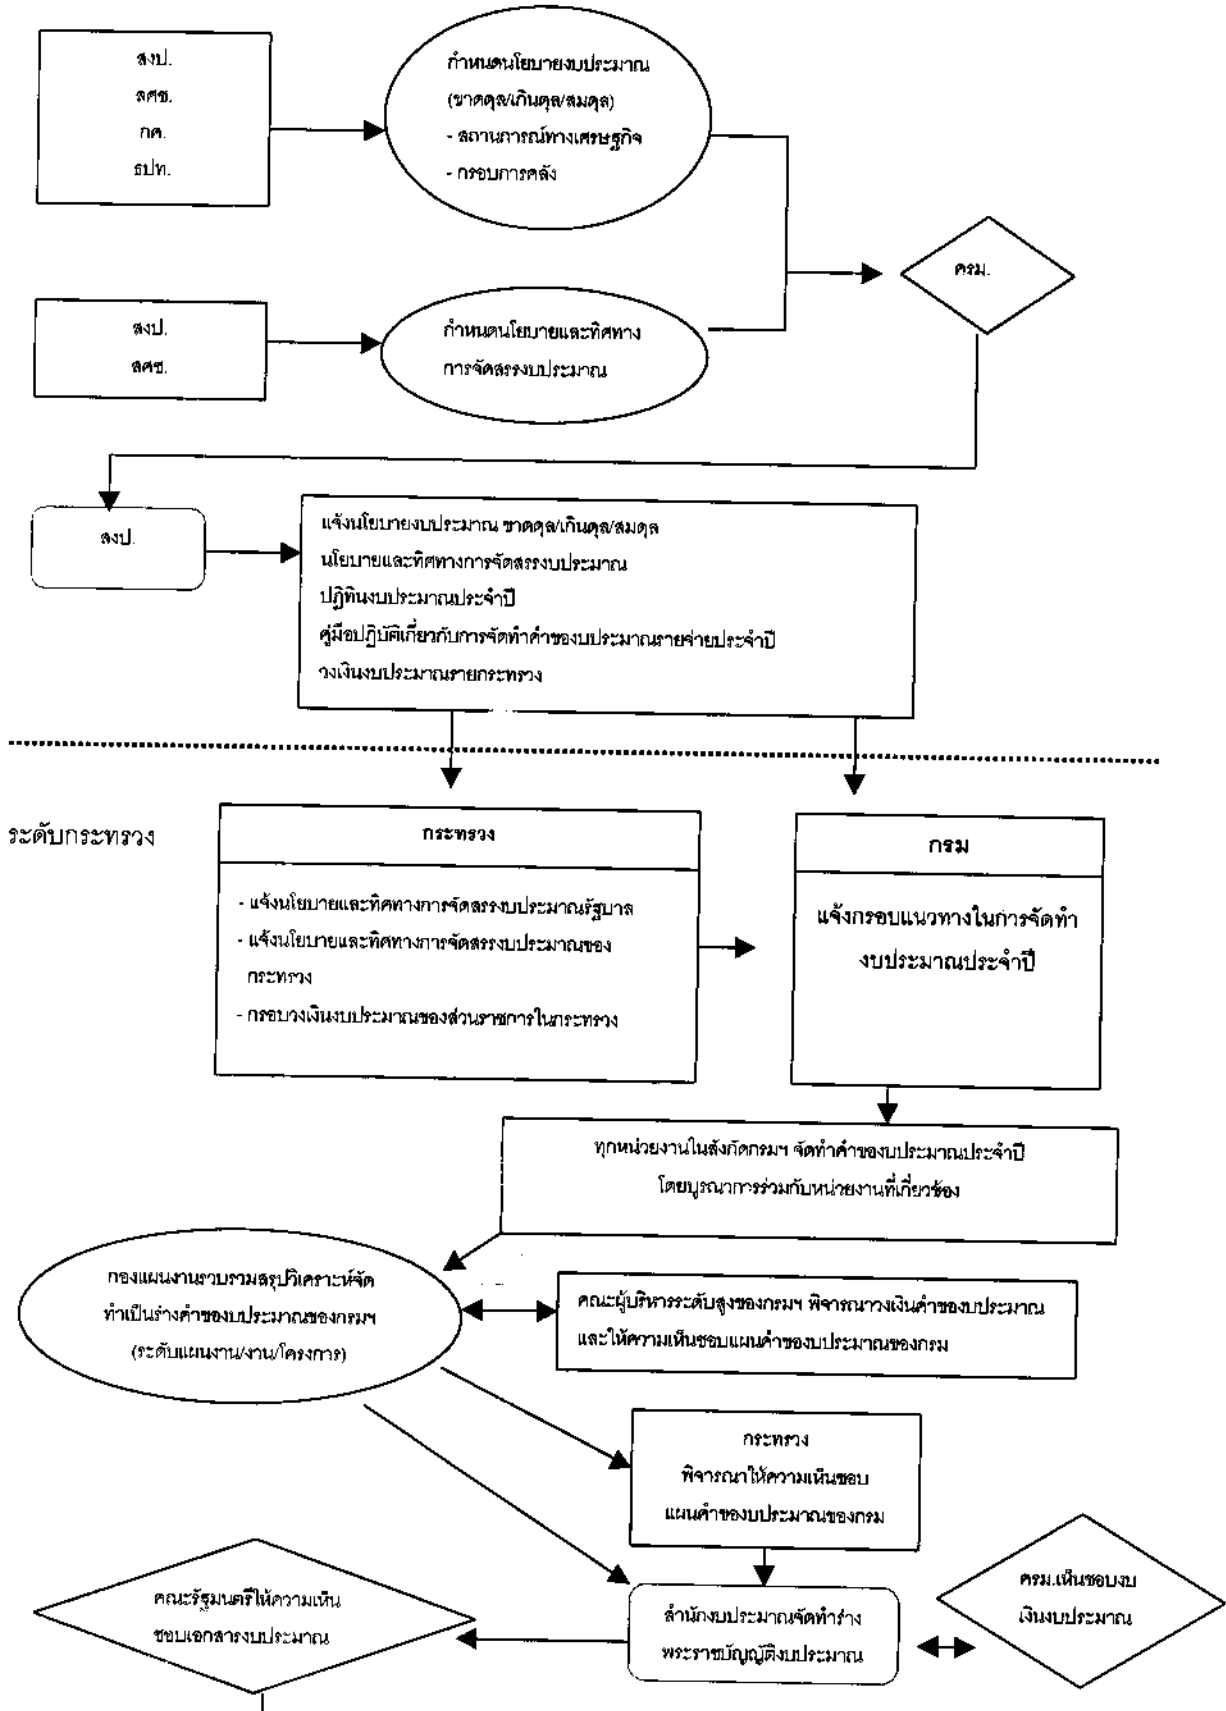 สงป.
ลศช.
กค.
ธปท.
กำหนดนโยบายงบประมาณ
(ขาดดุล/เกินดุล/สมดุล)
- สถานการณ์ทางเศรษฐกิจ
- กรอบการคลัง
ครม.
สงป.
ลศช.
กำหนดนโยบายและทิศทาง
การจัดสรรงบประมาณ
สงป.
แจ้งนโยบายงบประมาณ ขาดดุล/เกินดุล/สมดุล
นโยบายและทิศทางการจัดสรรงบประมาณ
ปฏิทินงบประมาณประจำปี
คู่มือปฏิบัติเกี่ยวกับการจัดทำคำของบประมาณรายจ่ายประจำปี
วงเงินงบประมาณรายกระทรวง
ระดับกระทรวง
กระทรวง
- แจ้งนโยบายและทิศทางการจัดสรรงบประมาณรัฐบาล
- แจ้งนโยบายและทิศทางการจัดสรรงบประมาณของ
กระทรวง
- กรอบวงเงินงบประมาณของส่วนราชการในกระทรวง
กรม
แจ้งกรอบแนวทางในการจัดทำ
งบประมาณประจำปี
ทุกหน่วยงานในสังกัดกรมฯ จัดทำคำของบประมาณประจำปี
โดยบูรณาการร่วมกับหน่วยงานที่เกี่ยวข้อง
กองแผนงานรวบรวมสรุปวิเคราะห์จัด
ทำเป็นร่างคำของบประมาณของกรมฯ
(ระดับแผนงาน/งาน/โครงการ)
คณะผู้บริหารระดับสูงของกรมฯ พิจารณาวงเงินคำของบประมาณ
และให้ความเห็นชอบแผนคำของบประมาณของกรม
กระทรวง
พิจารณาให้ความเห็นชอบ
แผนคำของบประมาณของกรม
คณะรัฐมนตรีให้ความเห็น
ชอบเอกสารงบประมาณ
สำนักงบประมาณจัดทำร่าง
พระราชบัญญัติงบประมาณ
ครม.เห็นชอบงบ
เงินงบประมาณ